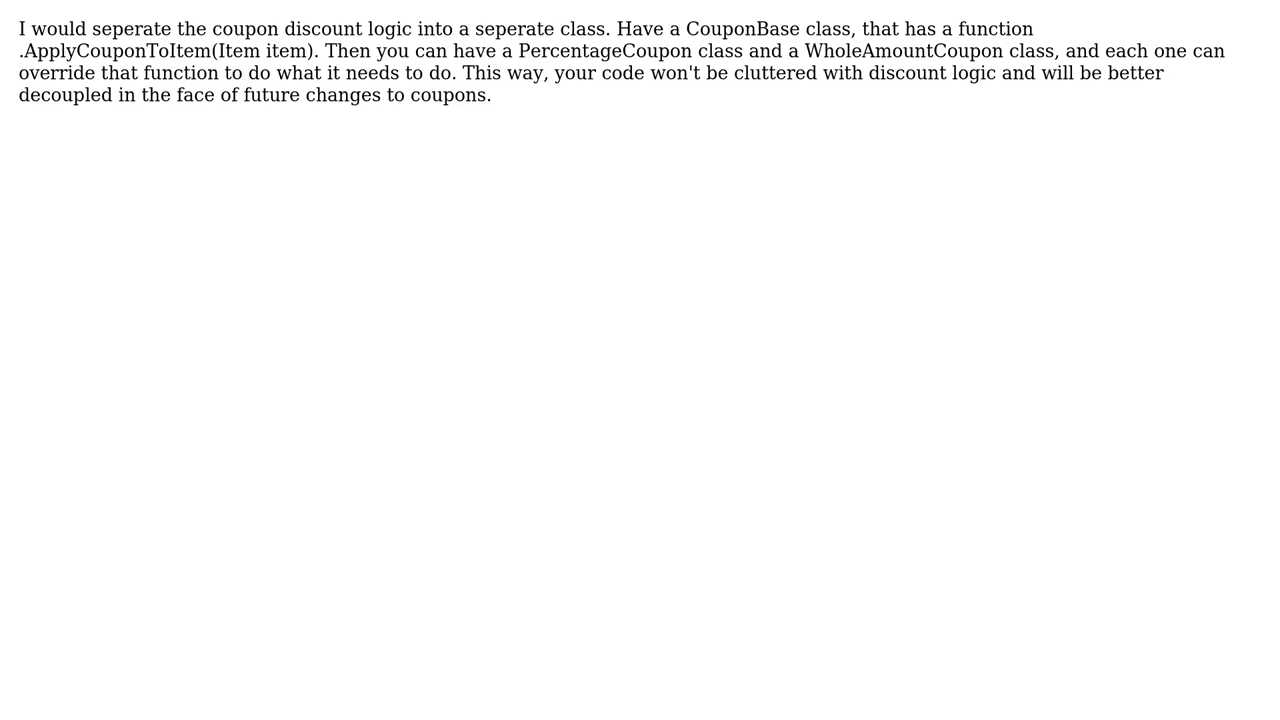 I would seperate the coupon discount logic into a seperate class. Have a CouponBase class, that has a function
.ApplyCouponToItem(Item item). Then you can have a PercentageCoupon class and a WholeAmountCoupon class, and each one can
override that function to do what it needs to do. This way, your code won't be cluttered with discount logic and will be better
decoupled in the face of future changes to coupons.